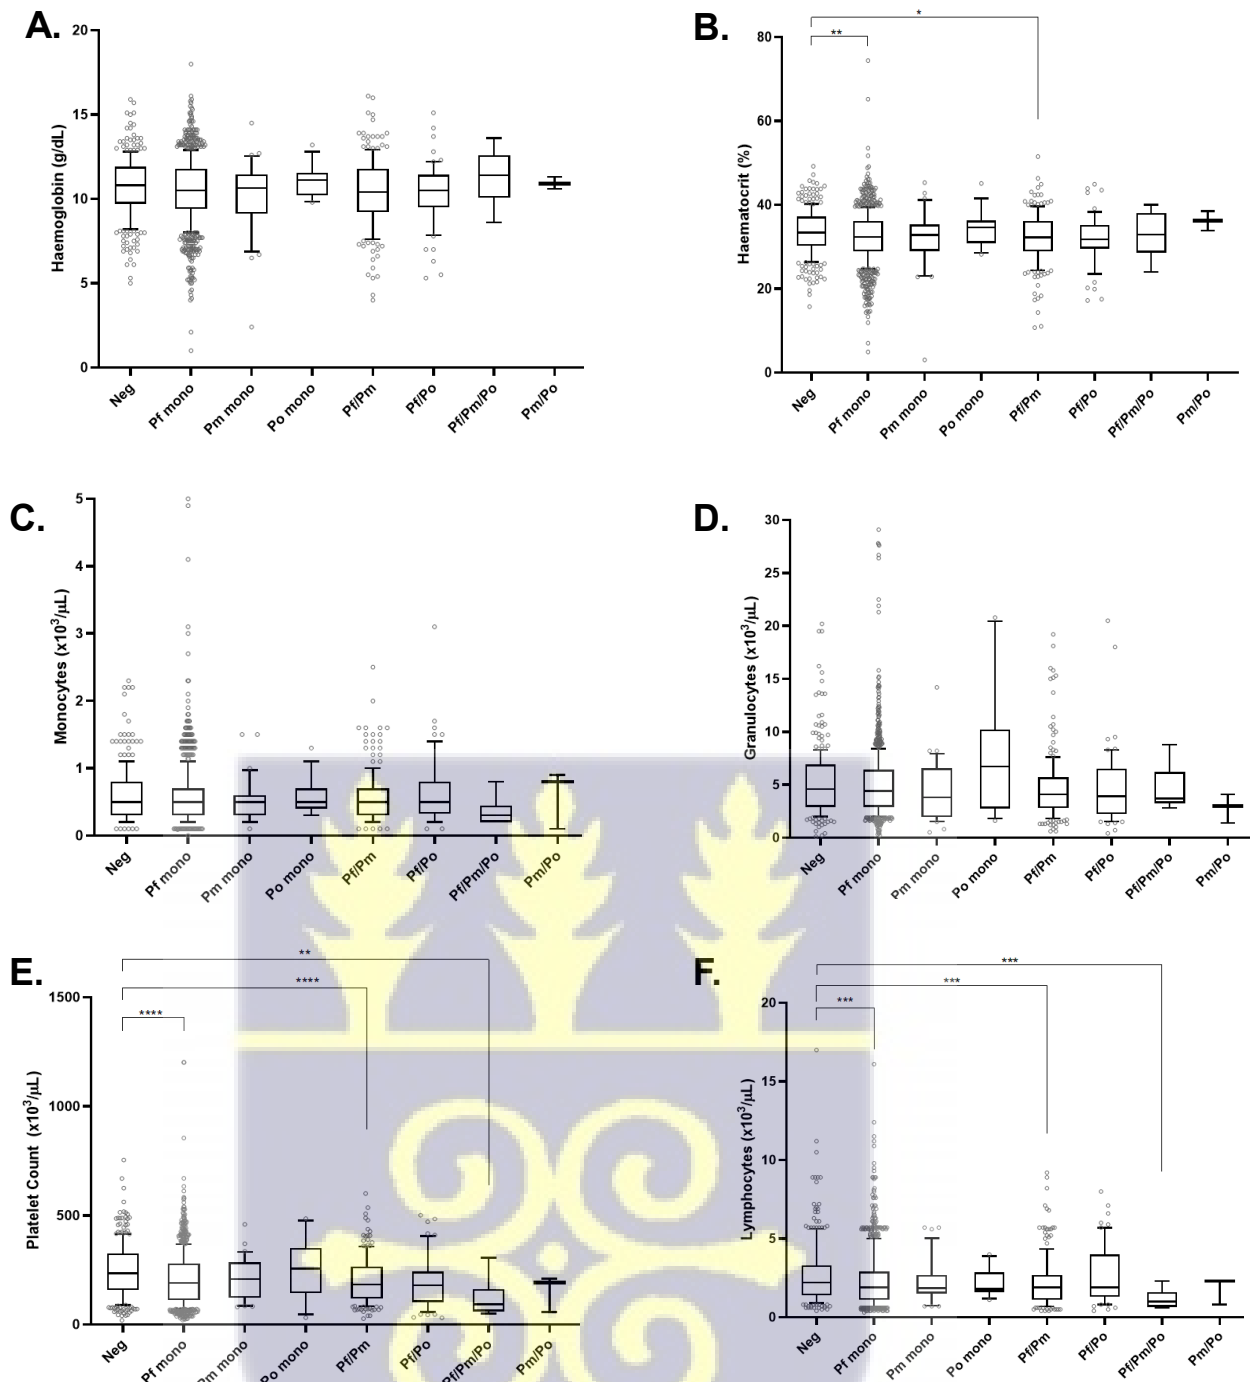 A.
Haemoglobin (g/dL)
20
15
10
5
0
Neg
Pf mono
Pm mono
Po mono
Pf/Pm
Pf/Po
Pf/Pm/Po
Pm/Po
B.
*
**
Haematocrit (%)
80
60
40
20
0
Neg
Pf mono
Pm mono
Po mono
Pf/Pm
Pf/Po
Pf/Pm/Po
Pm/Po
C.
Monocytes (x10³/µL)
5
4
3
2
1
0
Neg
Pf mono
Pm mono
Po mono
Pf/Pm
Pf/Po
Pf/Pm/Po
Pm/Po
D.
Granulocytes (x10³/µL)
30
25
20
15
10
5
0
Neg
Pf mono
Pm mono
Po mono
Pf/Pm
Pf/Po
Pf/Pm/Po
Pm/Po
E.
**
****
****
Platelet Count (x10³/µL)
1500
1000
500
0
Neg
Pf mono
Pm mono
Po mono
Pf/Pm
Pf/Po
Pf/Pm/Po
Pm/Po
F.
***
***
***
Lymphocytes (x10³/µL)
20
15
10
5
0
Neg
Pf mono
Pm mono
Po mono
Pf/Pm
Pf/Po
Pf/Pm/Po
Pm/Po